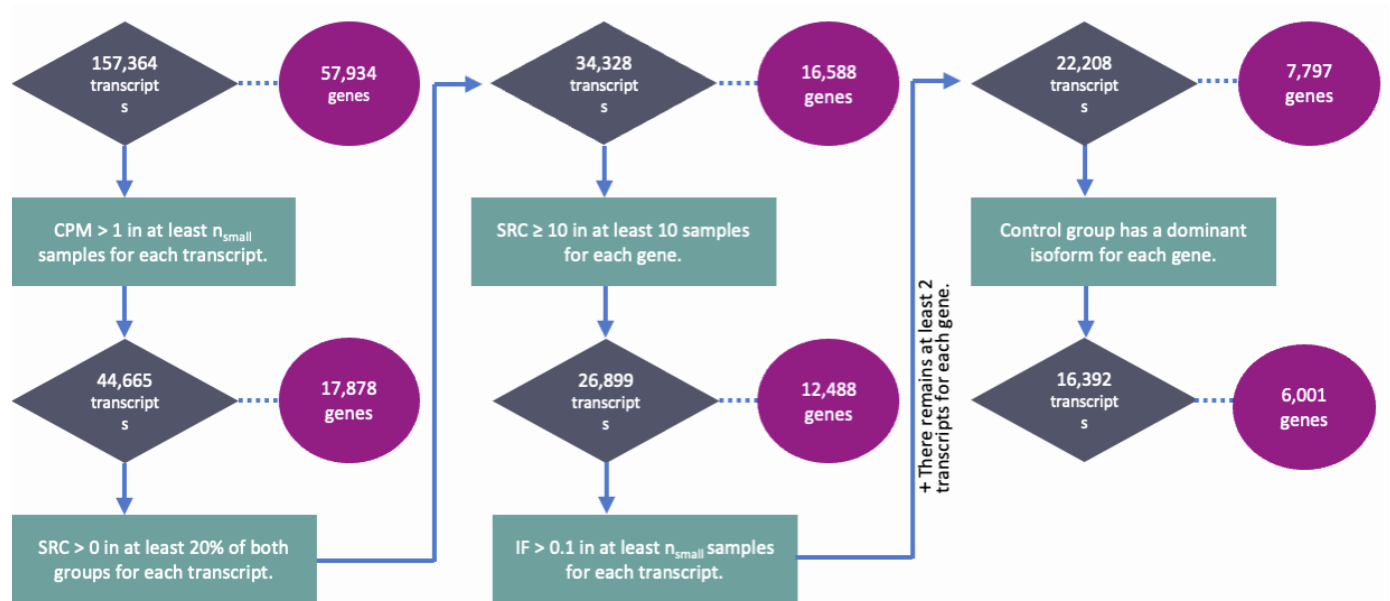 157,364
transcript
s
57,934
genes
CPM > 1 in at least nsmall
samples for each transcript.
44,665
transcript
s
17,878
genes
SRC > 0 in at least 20% of both
groups for each transcript.
34,328
transcript
s
16,588
genes
SRC ≥ 10 in at least 10 samples
for each gene.
26,899
transcript
s
12,488
genes
IF > 0.1 in at least nsmall samples
for each transcript.
+ There remains at least 2
transcripts for each gene.
22,208
transcript
s
7,797
genes
Control group has a dominant
isoform for each gene.
16,392
transcript
s
6,001
genes